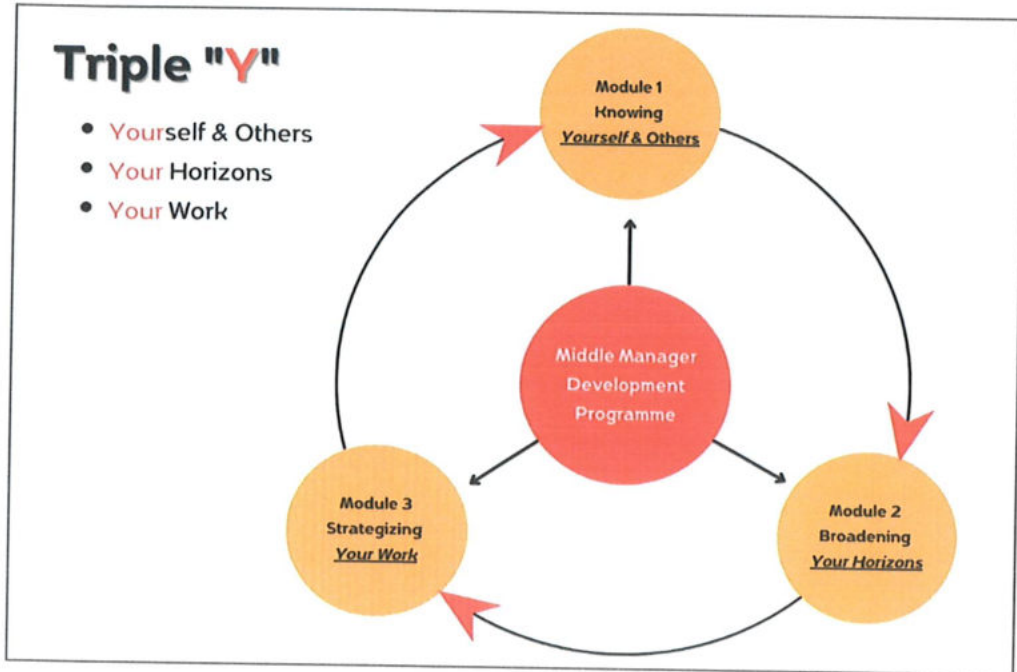 Triple "Y"
• Yourself & Others
• Your Horizons
• Your Work
Module 1
Knowing
Yourself & Others
Middle Manager
Development
Programme
Module 3
Strategizing
Your Work
Module 2
Broadening
Your Horizons